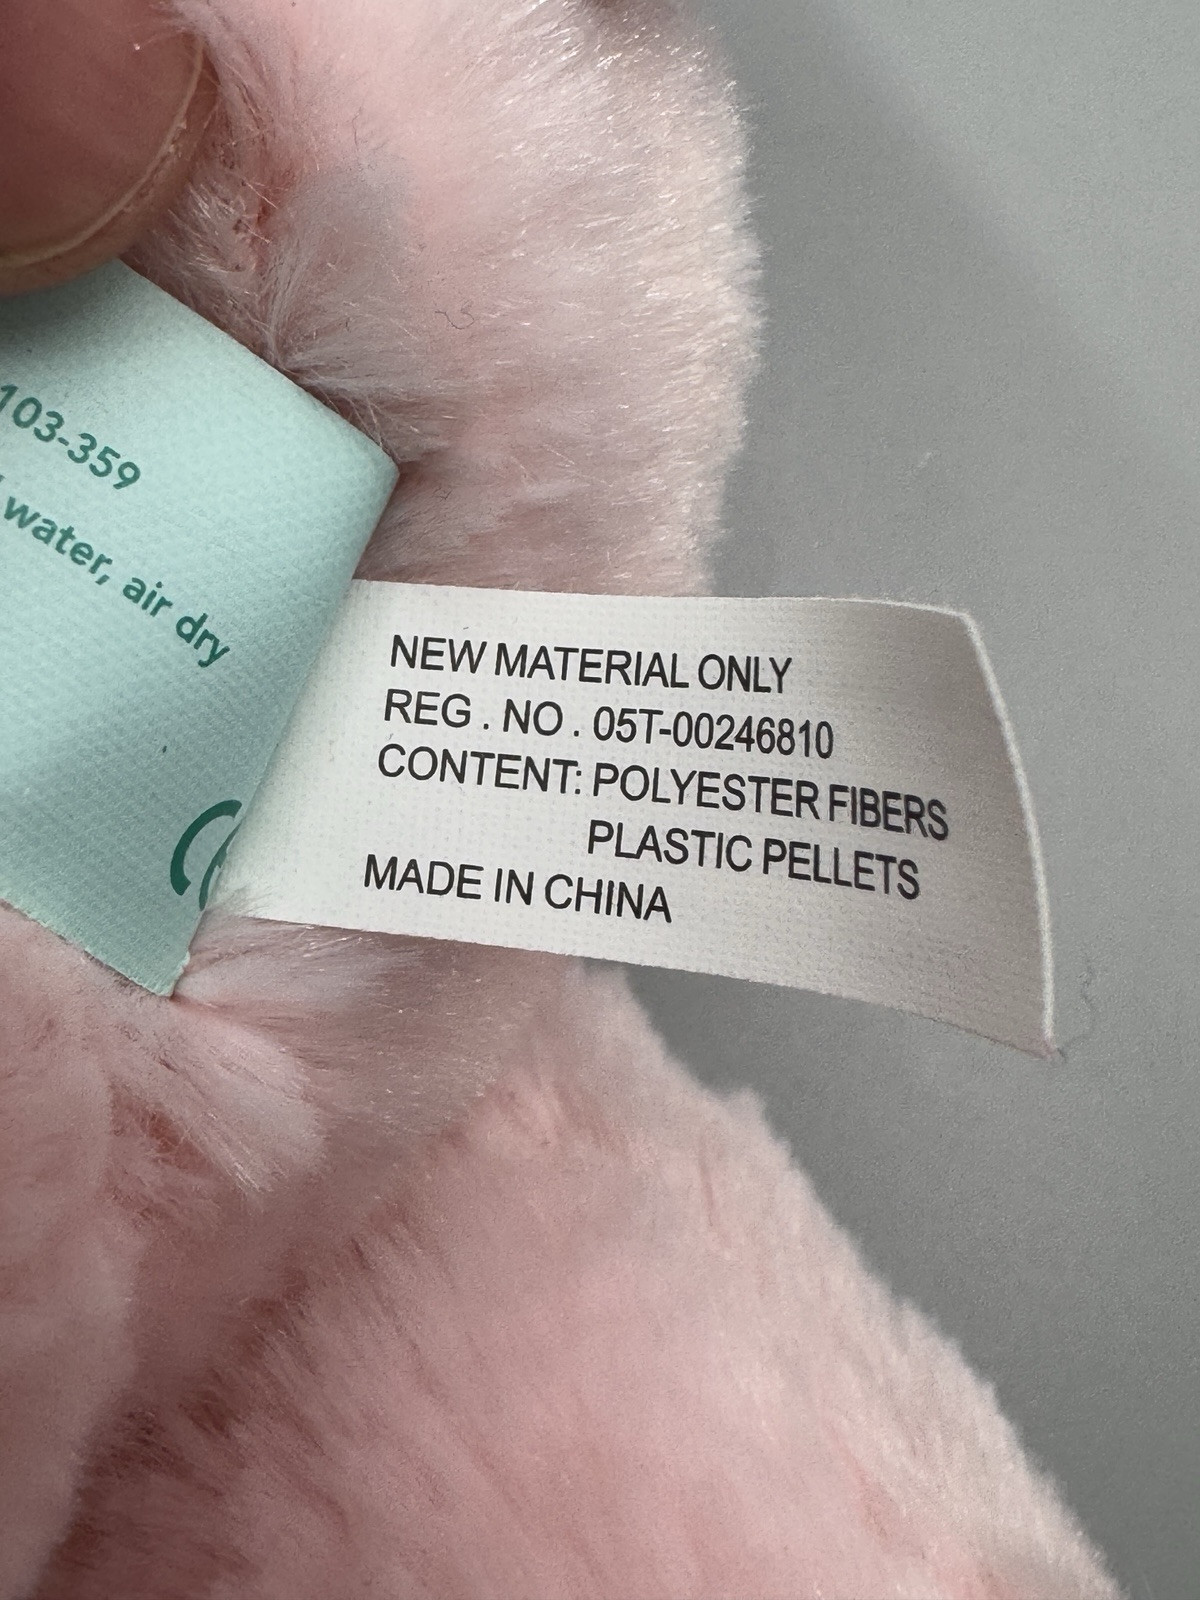 103-359
water, air dry
NEW MATERIAL ONLY
REG . NO . 05T-00246810
CONTENT: POLYESTER FIBERS
PLASTIC PELLETS
MADE IN CHINA